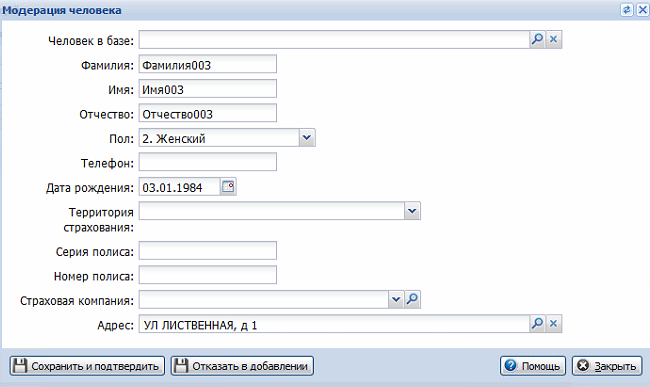 Модерация человека
Человек в базе:
Фамилия: Фамилия003
Имя: Имя003
Отчество: Отчество003
Пол: 2. Женский
Телефон:
Дата рождения: 03.01.1984
Территория
страхования:
Серия полиса:
Номер полиса:
Страховая компания:
Адрес: УЛ ЛИСТВЕННАЯ, д 1
Сохранить и подтвердить Отказать в добавлении Помощь Закрыть